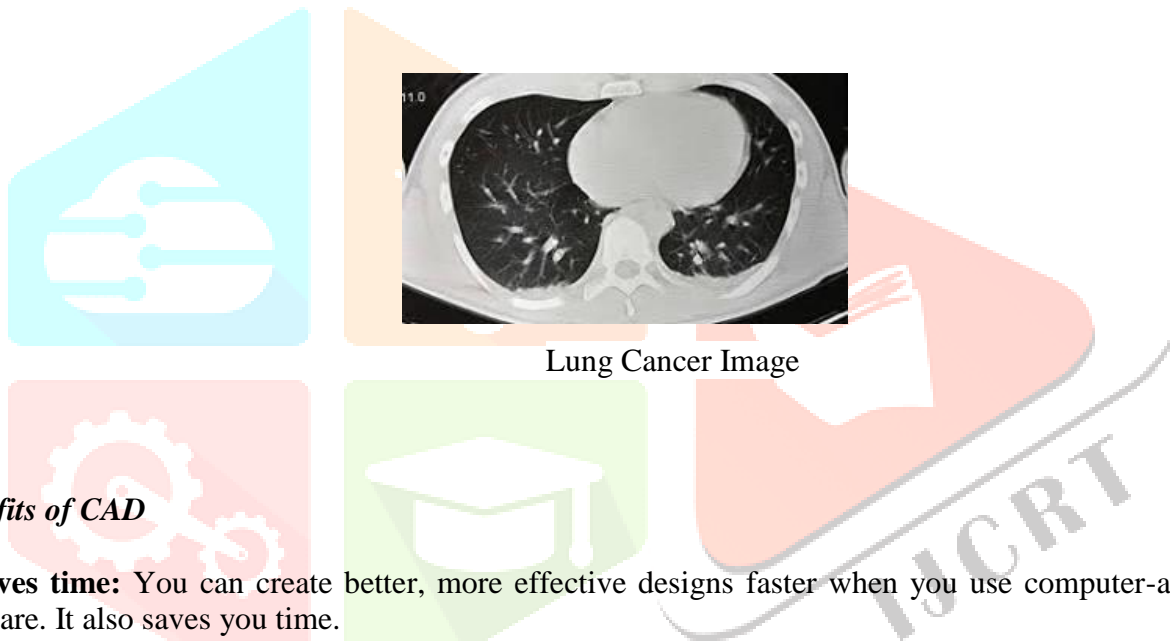 11.0
Lung Cancer Image
fits of CAD
ves time: You can create better, more effective designs faster when you use computer-a
are. It also saves you time.
IJCRT